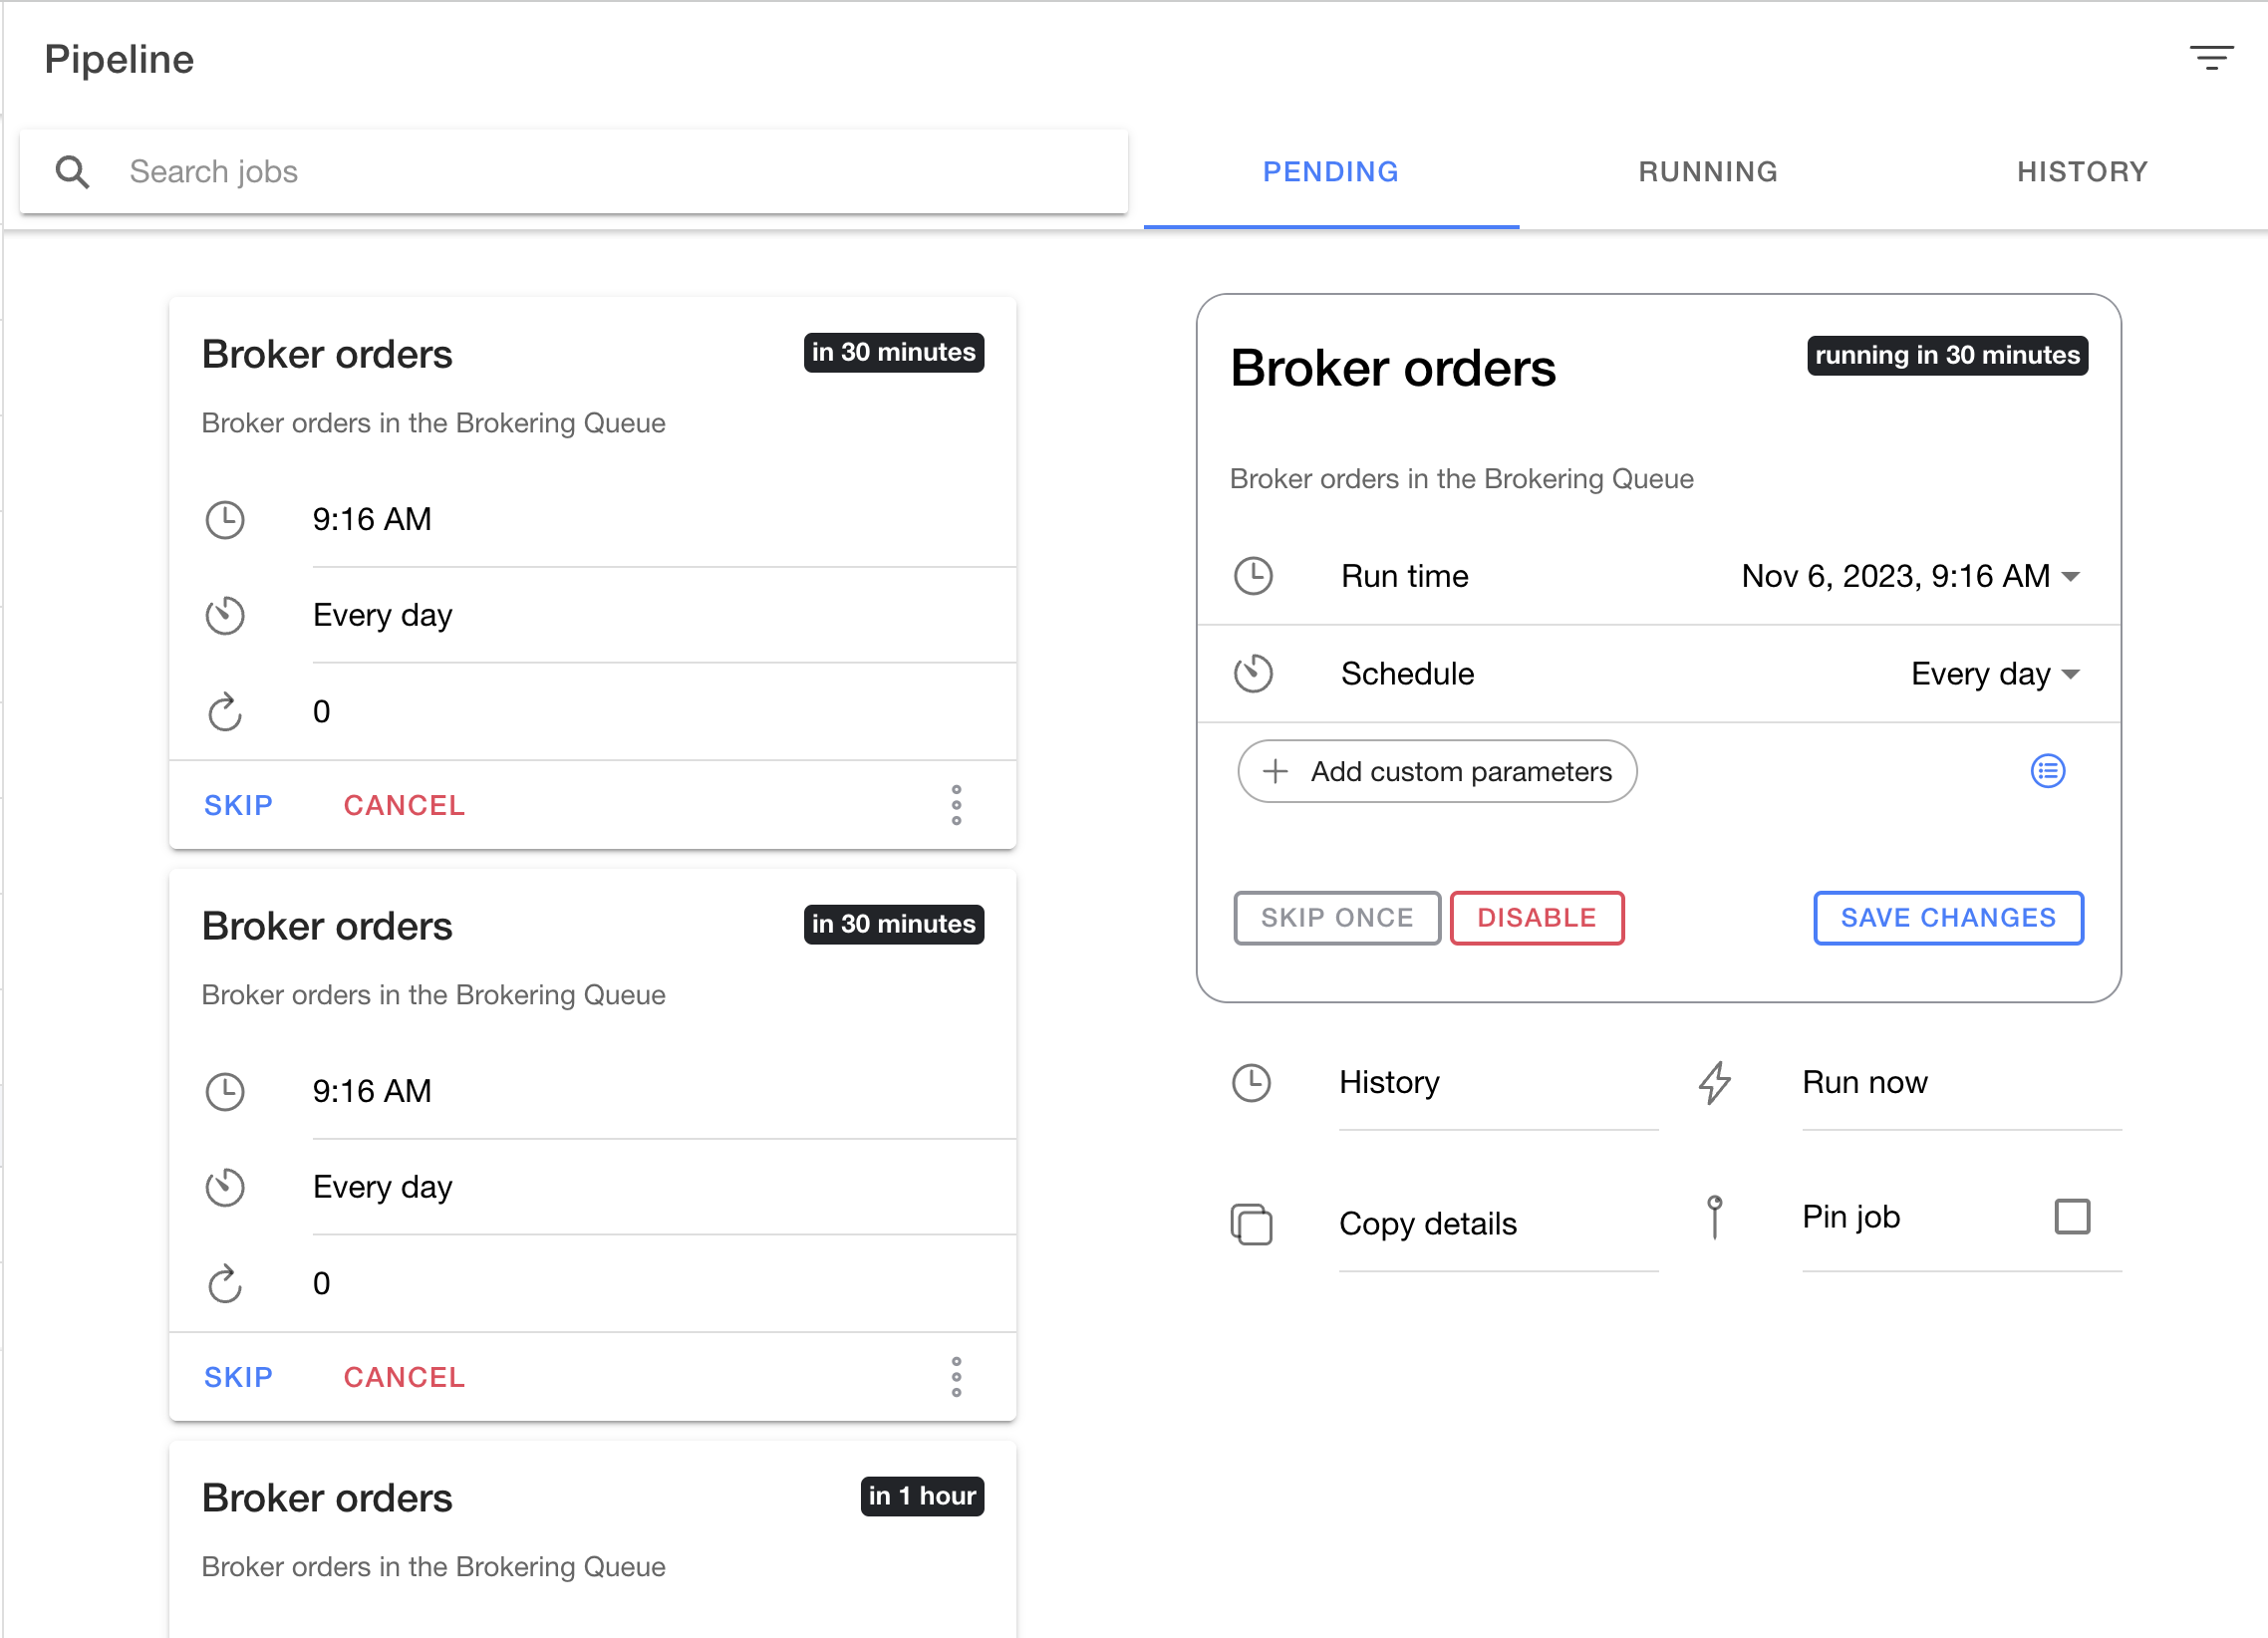 Pipeline
Search jobs
PENDING
RUNNING
HISTORY
Broker orders
in 30 minutes
Broker orders in the Brokering Queue
9:16 AM
Every day
0
SKIP
CANCEL
Broker orders
in 30 minutes
Broker orders in the Brokering Queue
9:16 AM
Every day
0
SKIP
CANCEL
Broker orders
in 1 hour
Broker orders in the Brokering Queue
Broker orders
running in 30 minutes
Broker orders in the Brokering Queue
Run time
Nov 6, 2023, 9:16 AM
Schedule
Every day
Add custom parameters
SKIP ONCE
DISABLE
SAVE CHANGES
History
Run now
Copy details
Pin job